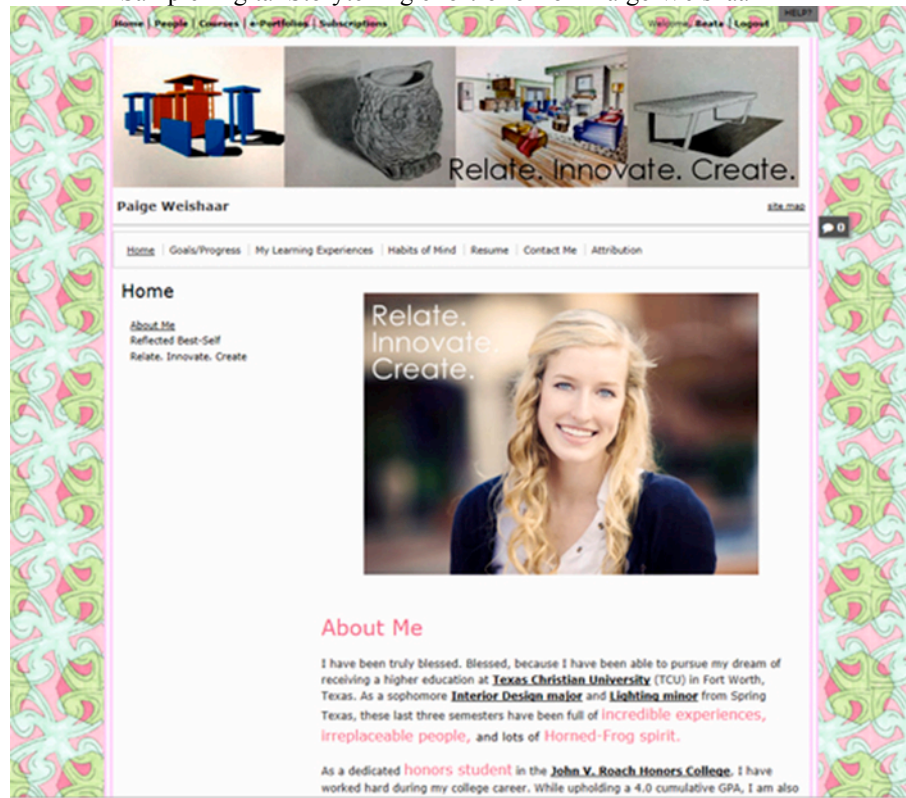 Home | People | Courses | e-Portfolios | Subscriptions
Welcome, Beate | Logout
HELP?
Relate. Innovate. Create.
Paige Weishaar
site map
0
Home | Goals/Progress | My Learning Experiences | Habits of Mind | Resume | Contact Me | Attribution
Home
About Me
Reflected Best-Self
Relate. Innovate. Create
Relate.
Innovate.
Create.
About Me
I have been truly blessed. Blessed, because I have been able to pursue my dream of
receiving a higher education at Texas Christian University (TCU) in Fort Worth,
Texas. As a sophomore Interior Design major and Lighting minor from Spring
Texas, these last three semesters have been full of incredible experiences,
irreplaceable people, and lots of Horned-Frog spirit.
As a dedicated honors student in the John V. Roach Honors College, I have
worked hard during my college career. While upholding a 4.0 cumulative GPA, I am also